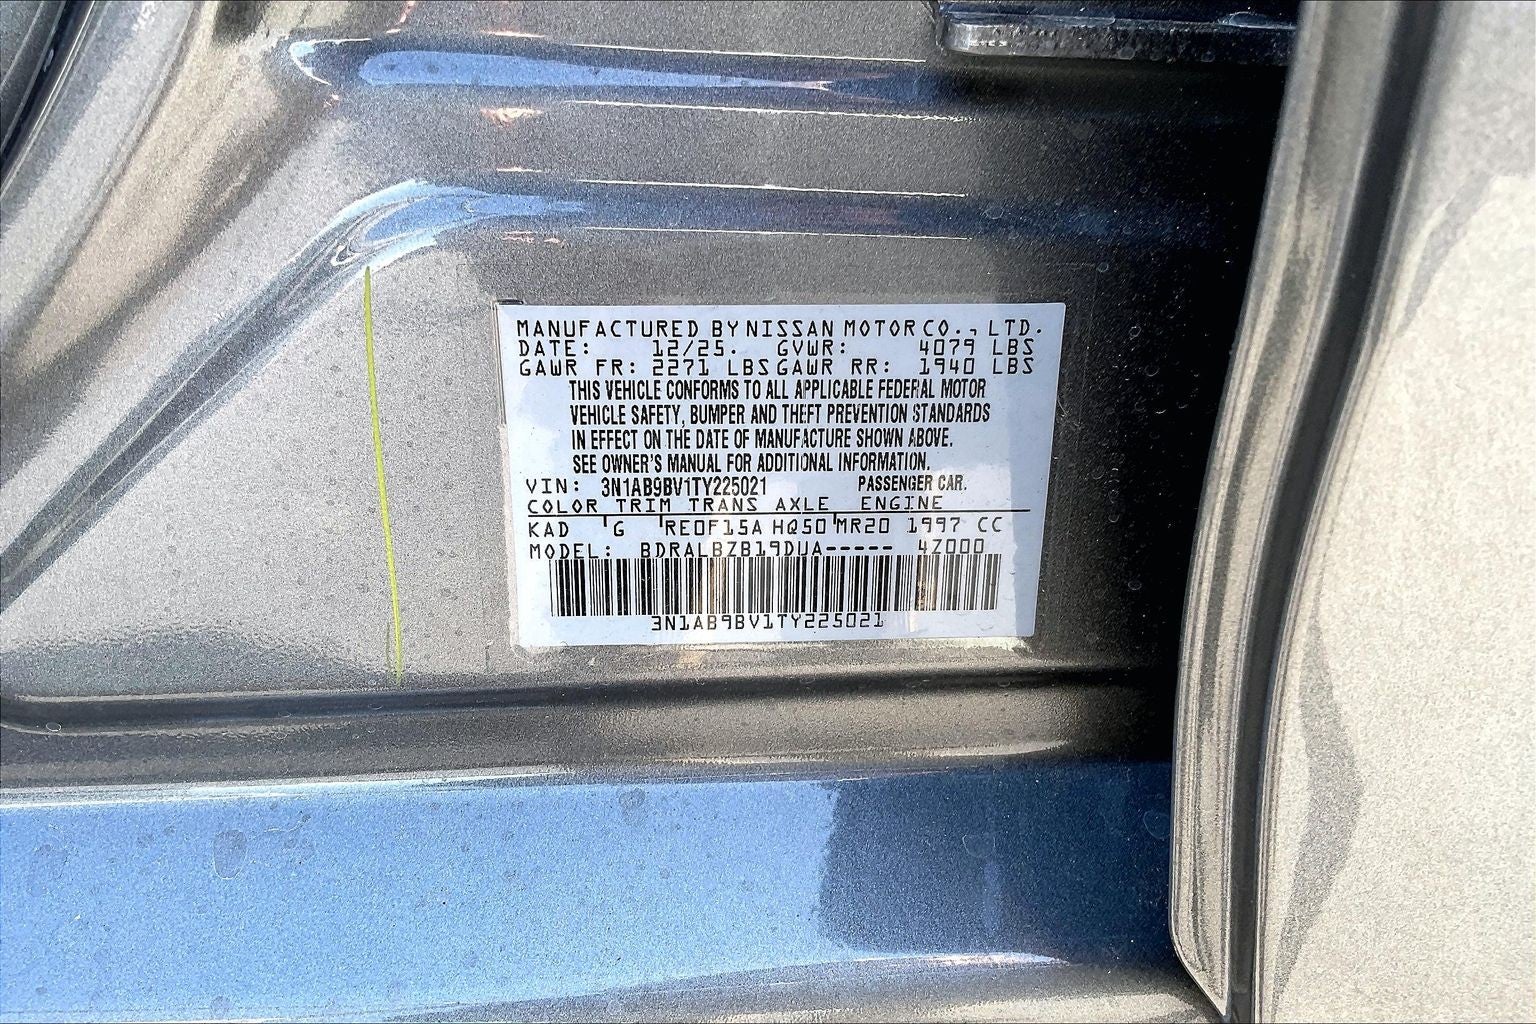 MANUFACTURED BY NISSAN MOTOR CO., LTD.
DATE: 12/25. GVWR: 4079 LBS
GAWR FR: 2271 LBS GAWR RR: 1940 LBS
THIS VEHICLE CONFORMS TO ALL APPLICABLE FEDERAL MOTOR
VEHICLE SAFETY, BUMPER AND THEFT PREVENTION STANDARDS
IN EFFECT ON THE DATE OF MANUFACTURE SHOWN ABOVE.
SEE OWNER'S MANUAL FOR ADDITIONAL INFORMATION.
VIN: 3N1AB9BV1TY225021 PASSENGER CAR.
COLOR TRIM TRANS AXLE ENGINE
KAD G RE0F15A HQ50 MR20 1997 CC
MODEL: BDRALBZB19DUA----- 4Z000
3N1AB9BV1TY225021